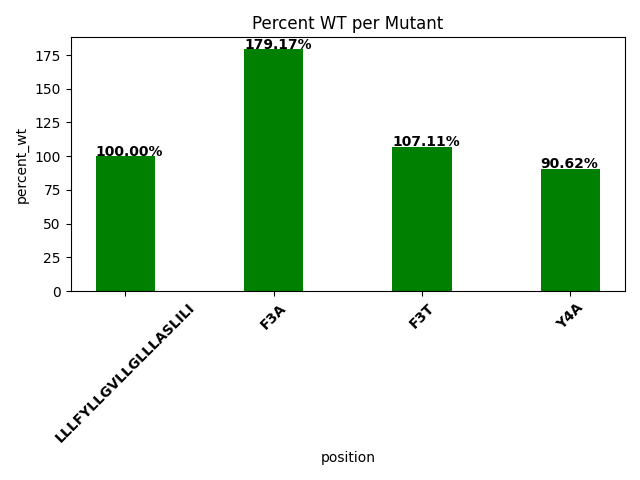 Percent WT per Mutant
percent_wt
175
150
125
100
75
50
25
0
100.00%
179.17%
107.11%
90.62%
LLLFYLLGVLLGLLLASLILI
F3A
F3T
Y4A
position